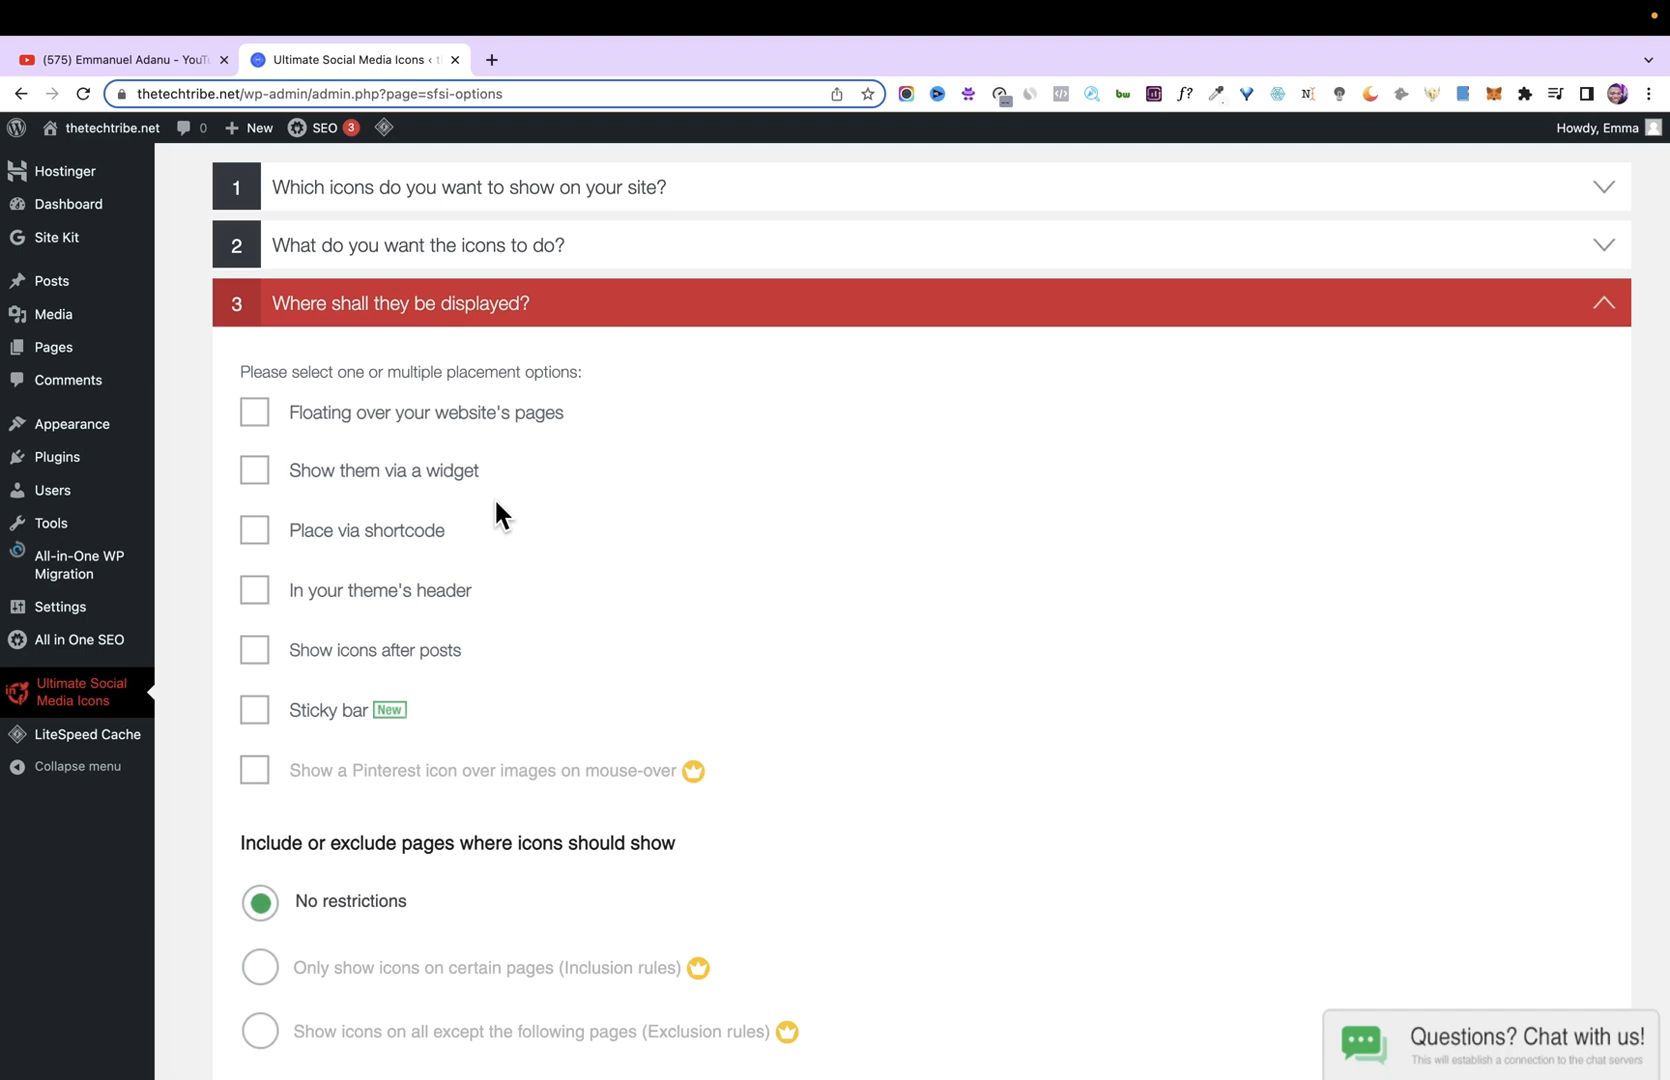 (575) Emmanuel Adanu - YouTu
Ultimate Social Media Icons ‹ t
thetechtribe.net/wp-admin/admin.php?page=sfsi-options
thetechtribe.net
0
New
SEO 3
Howdy, Emma
Hostinger
Dashboard
Site Kit
Posts
Media
Pages
Comments
Appearance
Plugins
Users
Tools
All-in-One WP
Migration
Settings
All in One SEO
Ultimate Social
Media Icons
LiteSpeed Cache
Collapse menu
1 Which icons do you want to show on your site?
2 What do you want the icons to do?
3 Where shall they be displayed?
Please select one or multiple placement options:
Floating over your website's pages
Show them via a widget
Place via shortcode
In your theme's header
Show icons after posts
Sticky bar New
Show a Pinterest icon over images on mouse-over
Include or exclude pages where icons should show
No restrictions
Only show icons on certain pages (Inclusion rules)
Show icons on all except the following pages (Exclusion rules)
Questions? Chat with us!
This will establish a connection to the chat servers